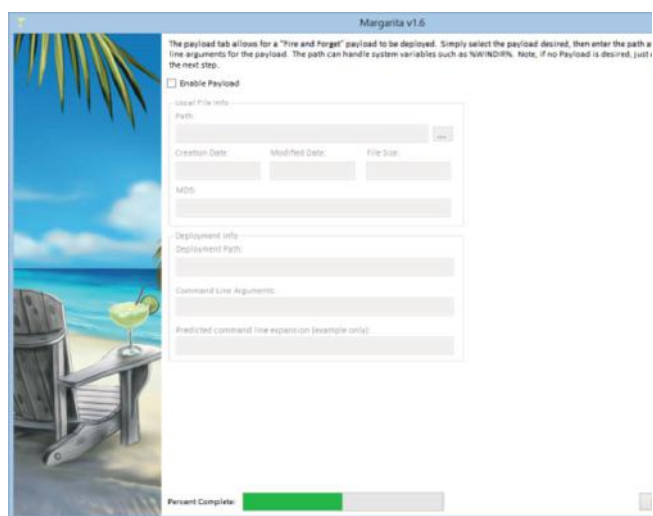 Margarita v1.6
The payload tab allows for a "Fire and Forget" payload to be deployed. Simply select the payload desired, then enter the path a
line arguments for the payload. The path can handle system variables such as %WINDIR%. Note, if no Payload is desired, just
the next step.
Enable Payload
Local File Info
Path:
...
Creation Date:
Modified Date:
File Size:
MD5:
Deployment Info
Deployment Path:
Command Line Arguments:
Predicted command line expansion (example only):
Percent Complete: